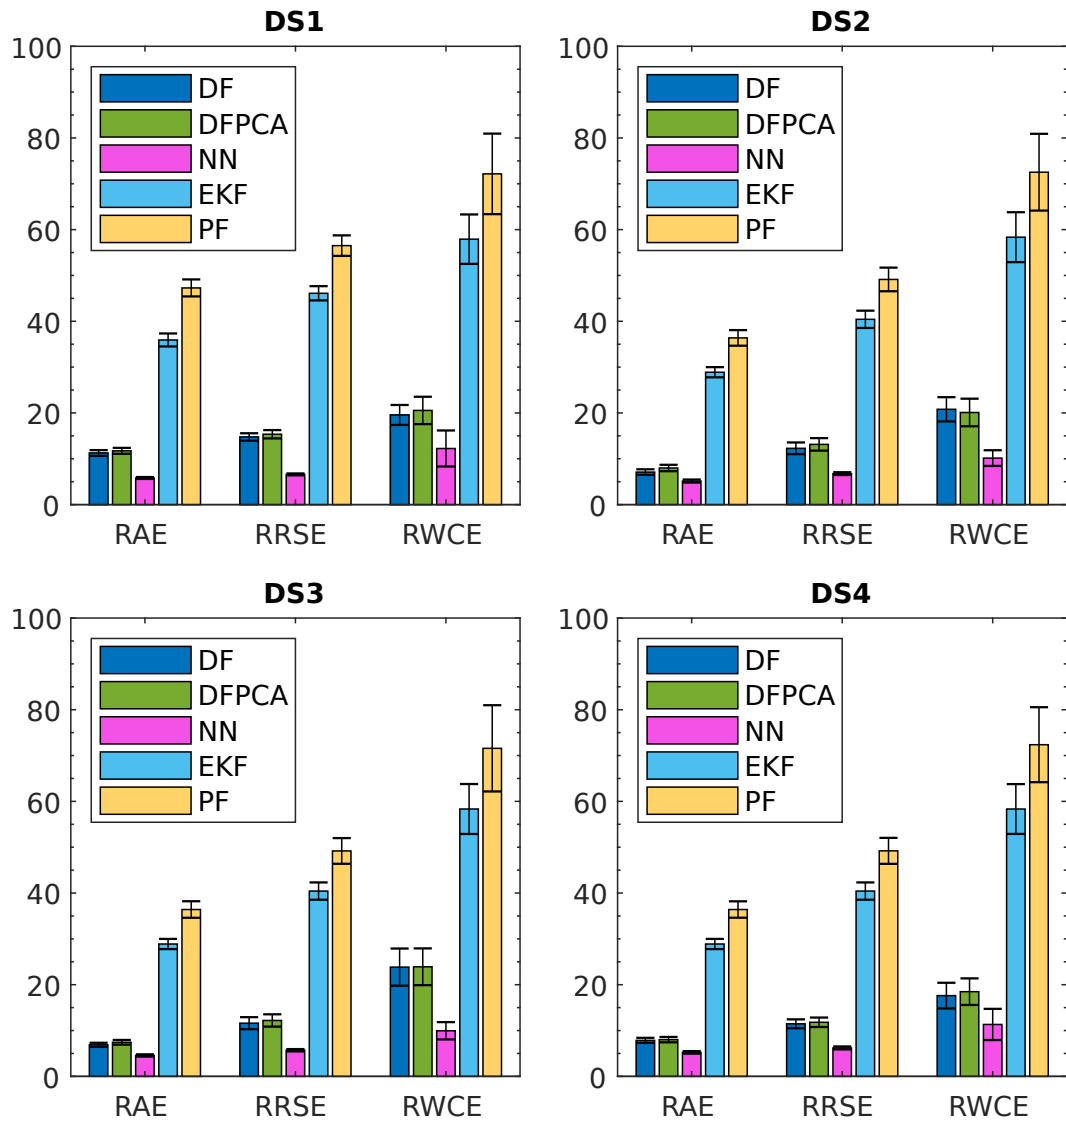 DS1
100
80
60
40
20
0
DF
DFPCA
NN
EKF
PF
RAE RRSE RWCE
DS2
100
80
60
40
20
0
DF
DFPCA
NN
EKF
PF
RAE RRSE RWCE
DS3
100
80
60
40
20
0
DF
DFPCA
NN
EKF
PF
RAE RRSE RWCE
DS4
100
80
60
40
20
0
DF
DFPCA
NN
EKF
PF
RAE RRSE RWCE